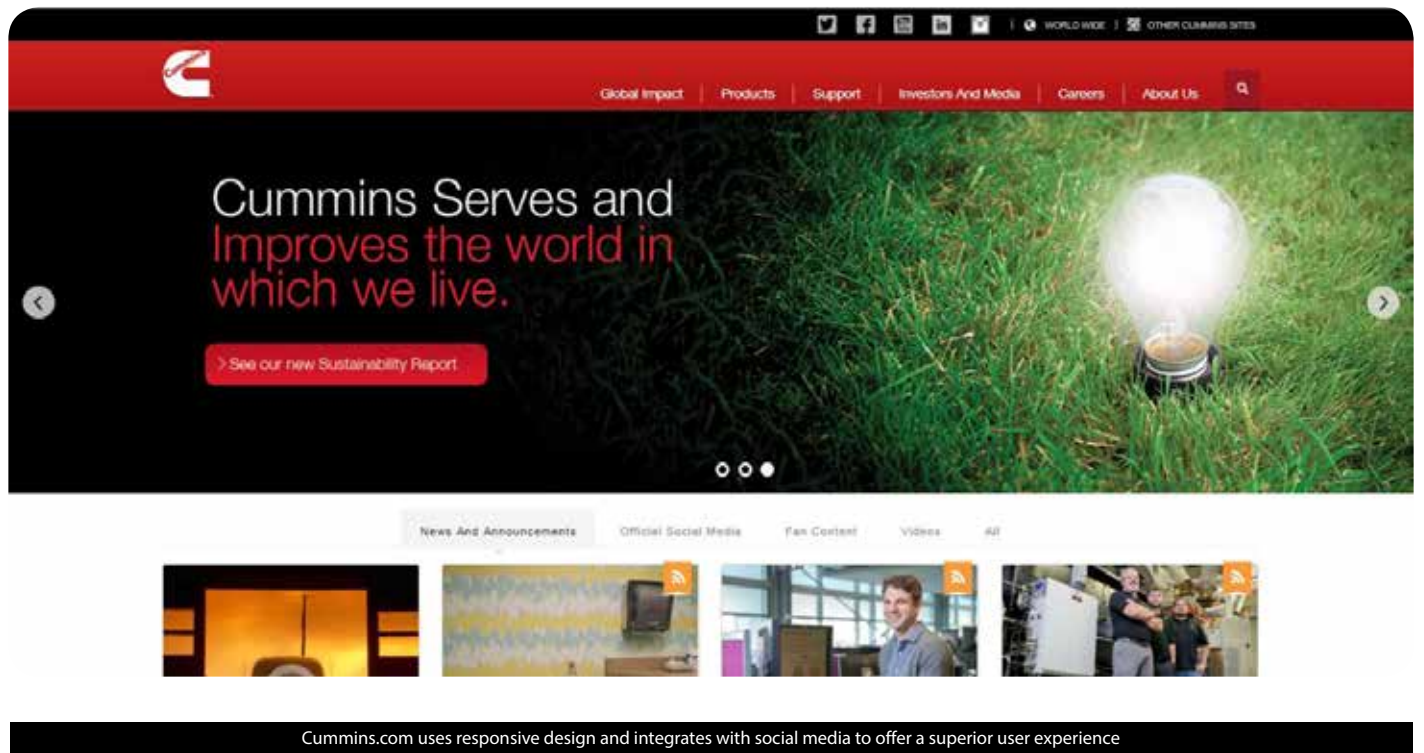 WORLD WIDE
OTHER CUMMINS SITES
Cummins
Global Impact
Products
Support
Investors And Media
Careers
About Us
Cummins Serves and
Improves the world in
which we live.
See our new Sustainability Report
News And Announcements
Official Social Media
Fan Content
Videos
All
Cummins.com uses responsive design and integrates with social media to offer a superior user experience